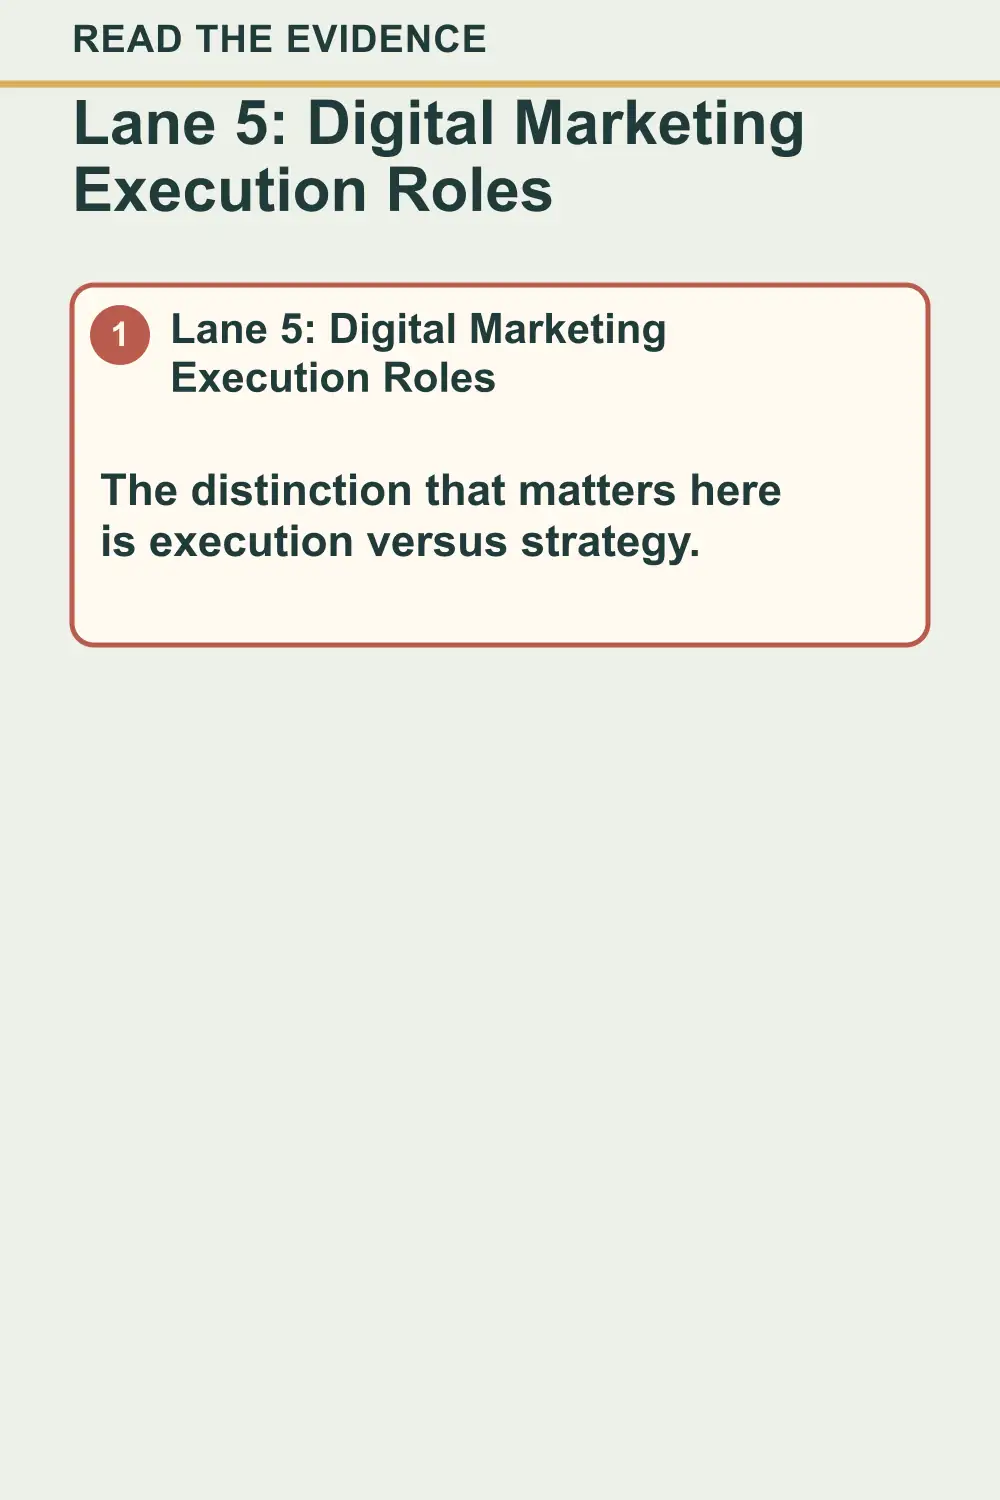 READ THE EVIDENCE
Lane 5: Digital Marketing
Execution Roles
1
Lane 5: Digital Marketing
Execution Roles
The distinction that matters here
is execution versus strategy.